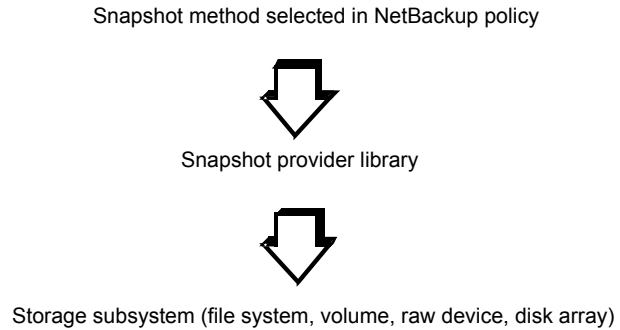 Snapshot method selected in NetBackup policy
Snapshot provider library
Storage subsystem (file system, volume, raw device, disk array)